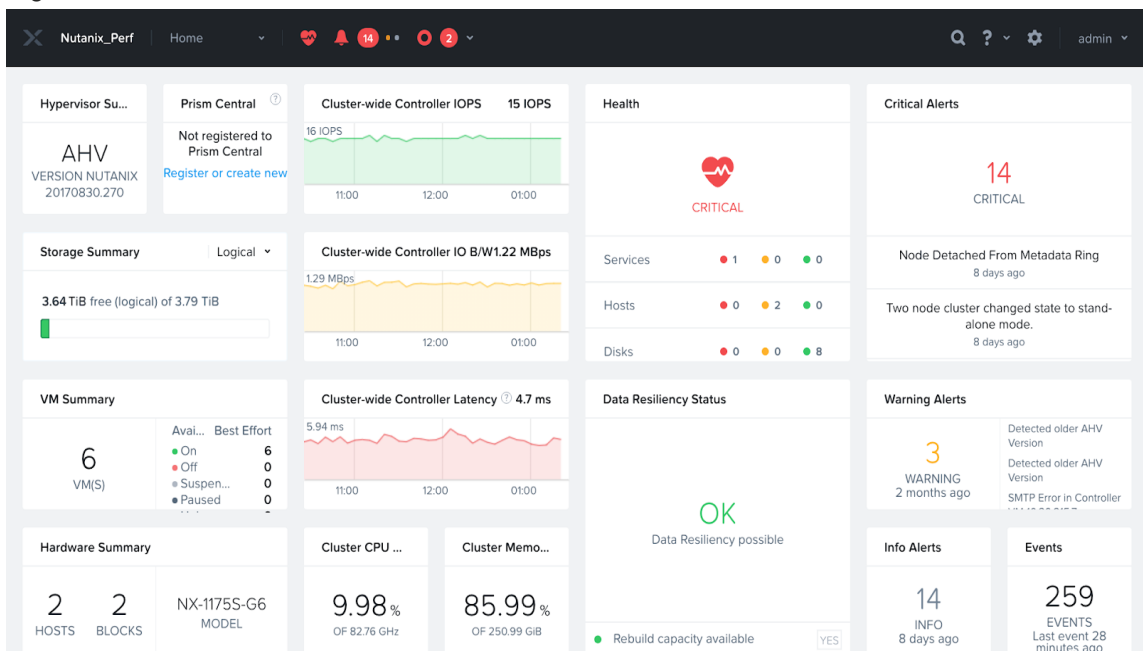 Nutanix_Perf Home 14 2 ? admin
Hypervisor Su...
AHV
VERSION NUTANIX
20170830.270
Prism Central ?
Not registered to
Prism Central
Register or create new
Cluster-wide Controller IOPS 15 IOPS
16 IOPS
11:00 12:00 01:00
Health
CRITICAL
Services 1 0 0
Hosts 0 2 0
Disks 0 0 8
Critical Alerts
14
CRITICAL
Node Detached From Metadata Ring
8 days ago
Two node cluster changed state to stand-
alone mode.
8 days ago
Storage Summary Logical
3.64 TiB free (logical) of 3.79 TiB
Cluster-wide Controller IO B/W 1.22 MBps
1.29 MBps
11:00 12:00 01:00
VM Summary
6
VM(S)
Avai... Best Effort
On 6
Off 0
Suspen... 0
Paused 0
Cluster-wide Controller Latency ? 4.7 ms
5.94 ms
11:00 12:00 01:00
Data Resiliency Status
OK
Data Resiliency possible
Rebuild capacity available YES
Warning Alerts
3
WARNING
2 months ago
Detected older AHV
Version
Detected older AHV
Version
SMTP Error in Controller
Hardware Summary
2 2
HOSTS BLOCKS
NX-1175S-G6
MODEL
Cluster CPU ...
9.98 %
OF 82.76 GHz
Cluster Memo...
85.99 %
OF 250.99 GiB
Info Alerts
14
INFO
8 days ago
Events
259
EVENTS
Last event 28
minutes ago